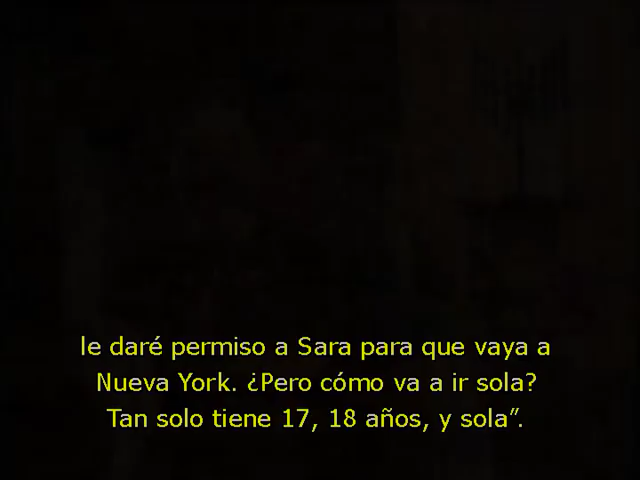 le daré permiso a Sara para que vaya a
Nueva York. ¿Pero cómo va a ir sola?
Tan solo tiene 17, 18 años, y sola”.